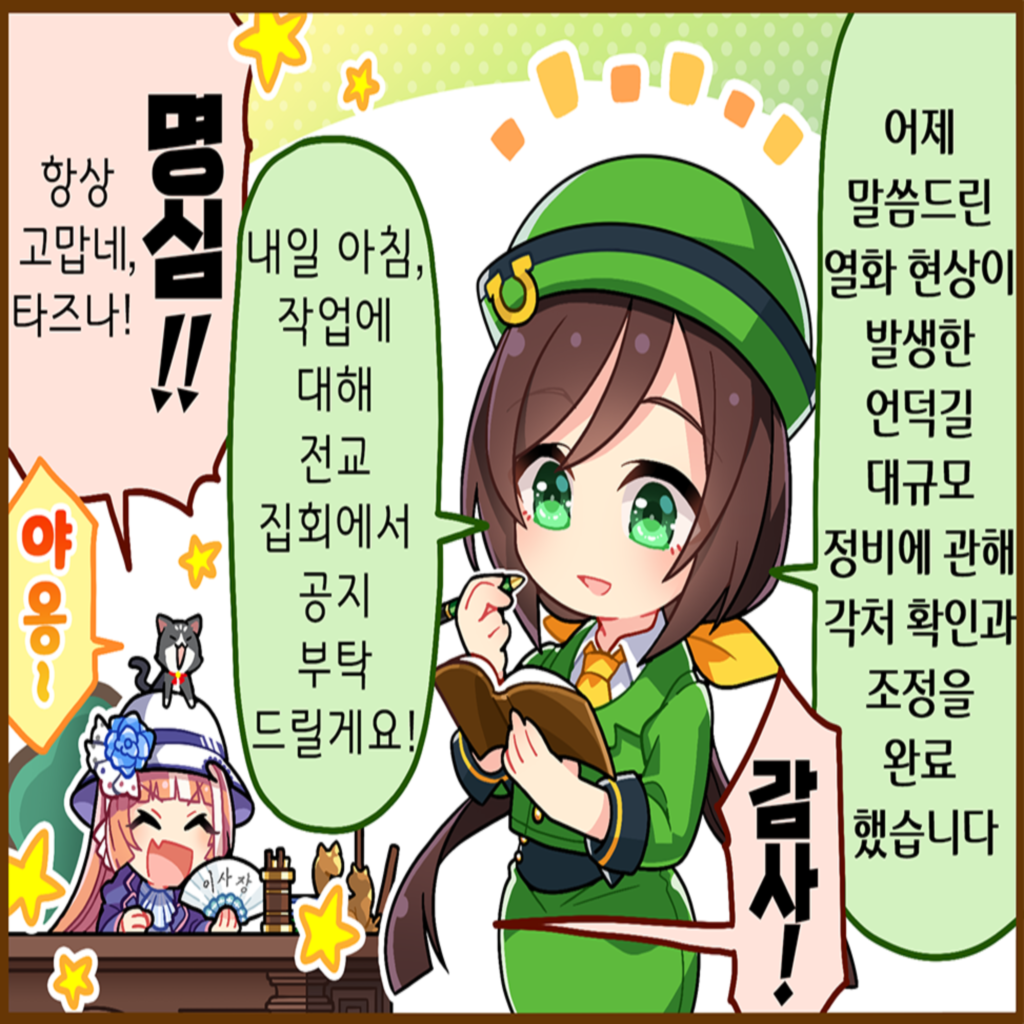 어제
말씀드린
열화 현상이
발생한
언덕길
대규모
정비에 관해
각처 확인과
조정을
완료
했습니다
감사!
내일 아침,
작업에
대해
전교
집회에서
공지
부탁
드릴게요!
명심!!
항상
고맙네,
타즈나!
야옹~
이사장